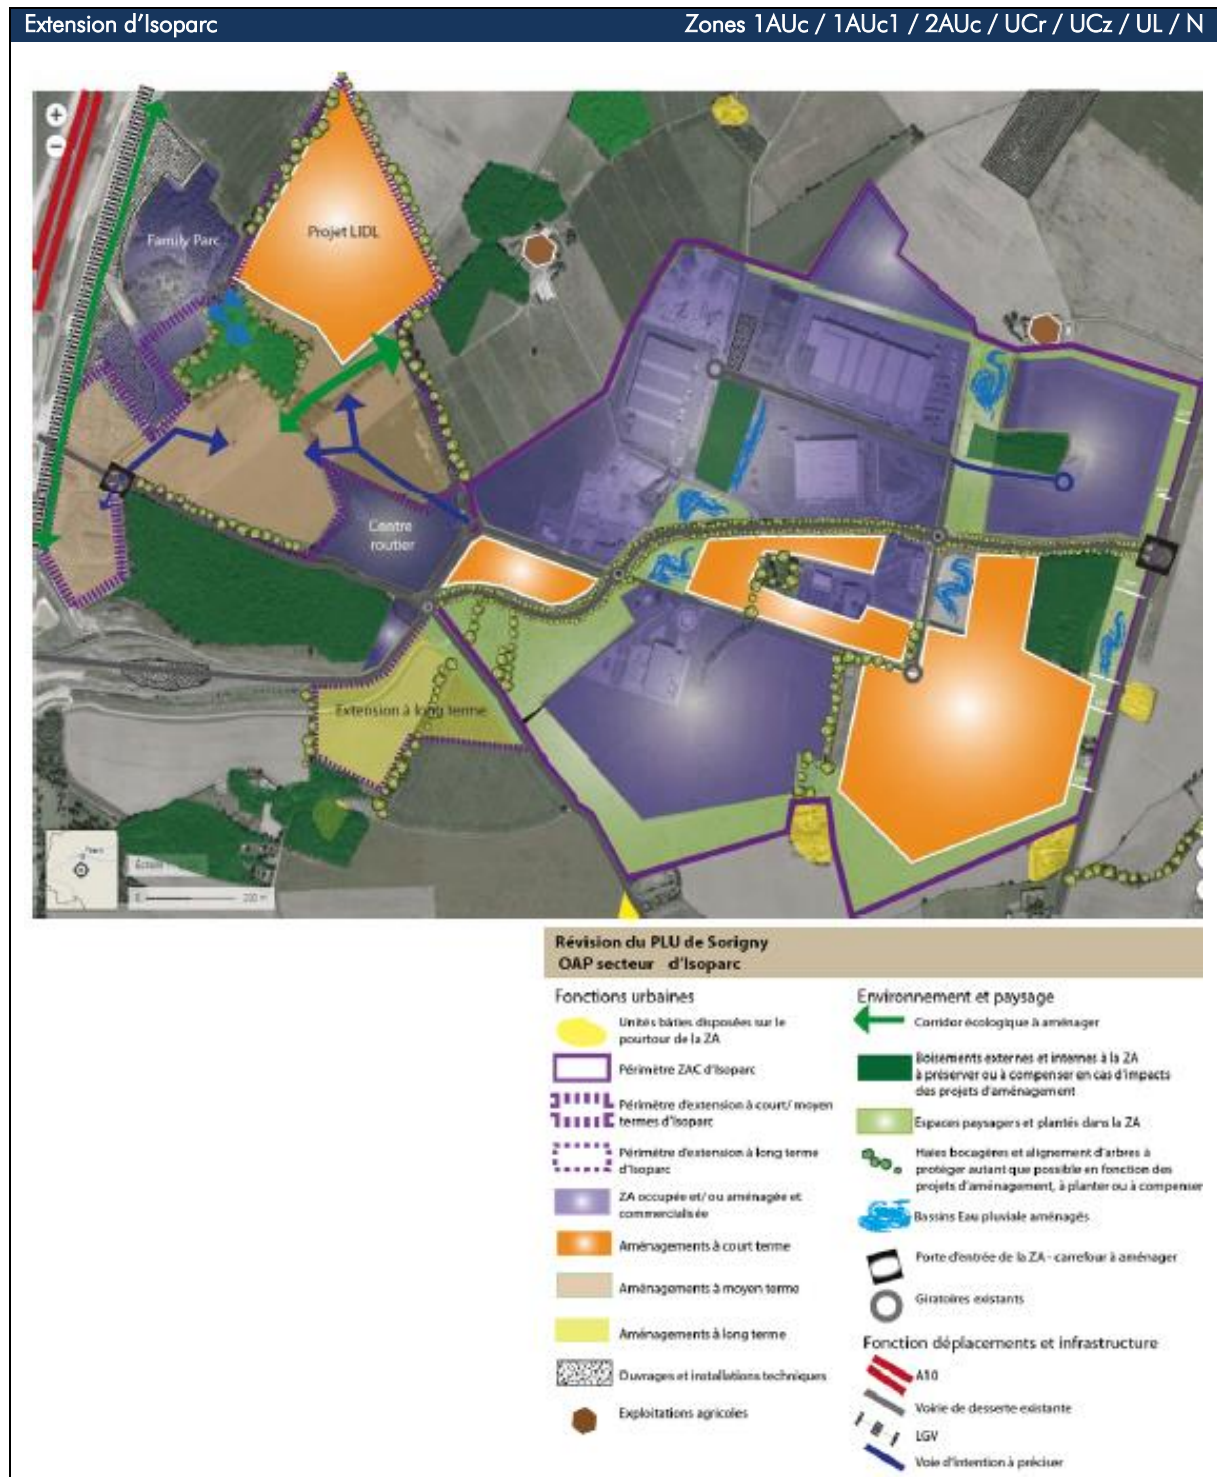 Extension d'Isoparc
Zones 1AUc / 1AUc1 / 2AUc / UCr / UCz / UL / N
+
−
Projet LIDL
Family Parc
Centre
routier
Extension à long terme
Révision du PLU de Sorigny
OAP secteur d'Isoparc
Fonctions urbaines
Unités bâties disposées sur le
pourtour de la ZA
Périmètre ZAC d'Isoparc
Périmètre d'extension à court/ moyen
termes d'Isoparc
Périmètre d'extension à long terme
d'Isoparc
ZA occupée et/ ou aménagée et
commercialisée
Aménagements à court terme
Aménagements à moyen terme
Aménagements à long terme
Ouvrages et installations techniques
Exploitations agricoles
Environnement et paysage
Corridor écologique à aménager
Boisements externes et internes à la ZA
à préserver ou à compenser en cas d'impacts
des projets d'aménagement
Espaces paysagers et plantés dans la ZA
Haies bocagères et alignement d'arbres à
protéger autant que possible en fonction des
projets d'aménagement, à planter ou à compenser
Bassins Eau pluviale aménagés
Porte d'entrée de la ZA - carrefour à aménager
Giratoires existants
Fonction déplacements et infrastructure
A10
Voirie de desserte existante
LGV
Voie d'intention à préciser